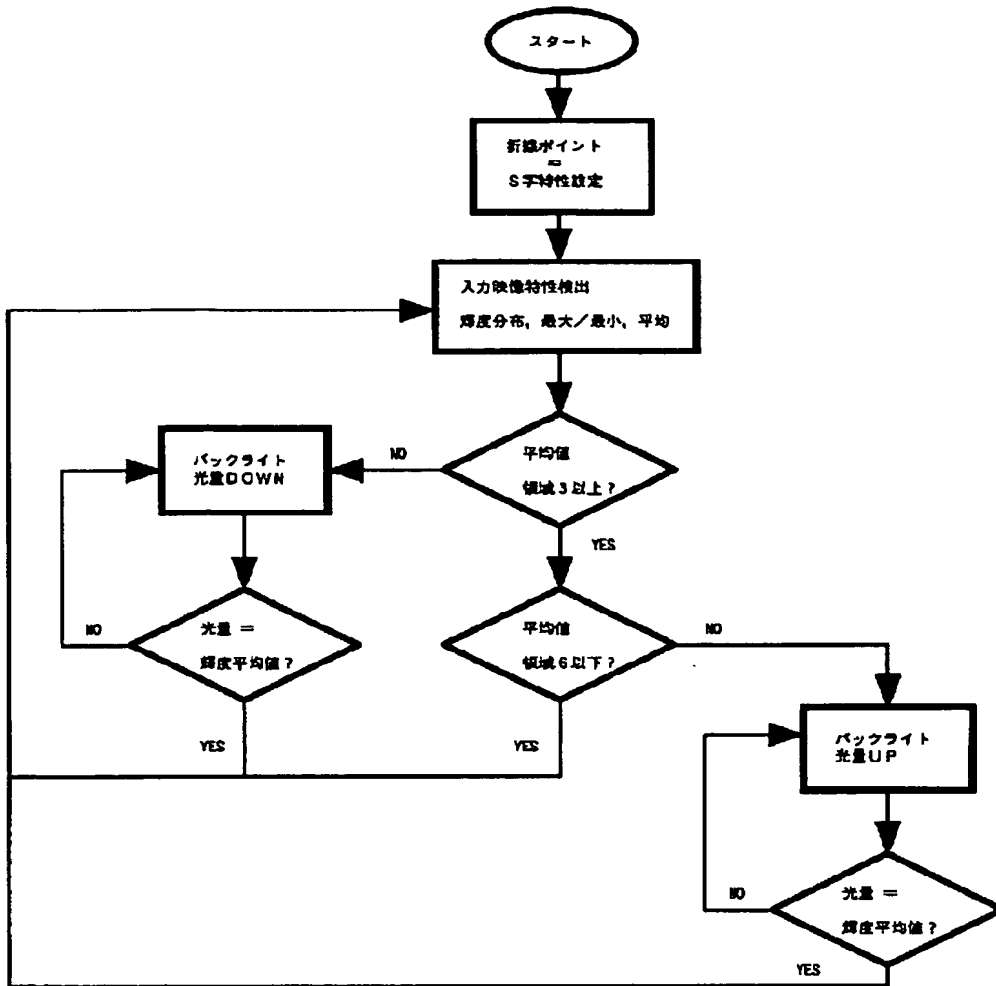 スタート
折線ポイント
=
S字特性設定
入力映像特性検出
輝度分布,最大/最小,平均
平均値
領域3以上?
NO
YES
バックライト
光量DOWN
光量 =
輝度平均値?
NO
YES
平均値
領域6以下?
NO
YES
バックライト
光量UP
光量 =
輝度平均値?
NO
YES